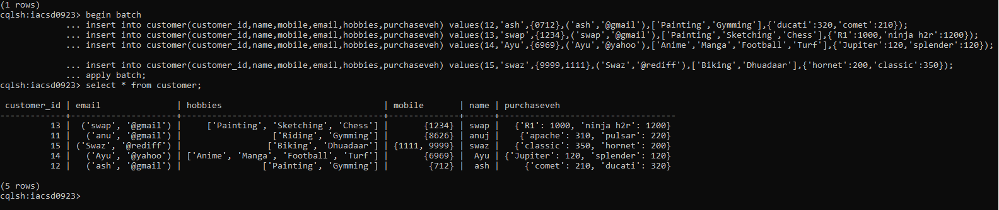 (1 rows)
cqlsh:iacsd0923> begin batch
             ... insert into customer(customer_id,name,mobile,email,hobbies,purchaseveh) values(12,'ash',{0712},('ash','@gmail'),['Painting','Gymming'],{'ducati':320,'comet':210});
             ... insert into customer(customer_id,name,mobile,email,hobbies,purchaseveh) values(13,'swap',{1234},('swap','@gmail'),['Painting','Sketching','Chess'],{'R1':1000,'ninja h2r':1200});
             ... insert into customer(customer_id,name,mobile,email,hobbies,purchaseveh) values(14,'Ayu',{6969},('Ayu','@yahoo'),['Anime','Manga','Football','Turf'],{'Jupiter':120,'splender':120});
             ... insert into customer(customer_id,name,mobile,email,hobbies,purchaseveh) values(15,'swaz',{9999,1111},('Swaz','@rediff'),['Biking','Dhuadaar'],{'hornet':200,'classic':350});
             ... apply batch;
cqlsh:iacsd0923> select * from customer;
 customer_id | email               | hobbies                                | mobile       | name | purchaseveh
-------------+---------------------+----------------------------------------+--------------+------+----------------------------------
          13 |  ('swap', '@gmail') |     ['Painting', 'Sketching', 'Chess'] |       {1234} | swap |   {'R1': 1000, 'ninja h2r': 1200}
          11 |   ('anu', '@gmail') |                  ['Riding', 'Gymming'] |       {8626} | anuj |    {'apache': 310, 'pulsar': 220}
          15 | ('Swaz', '@rediff') |                 ['Biking', 'Dhuadaar'] | {1111, 9999} | swaz |   {'classic': 350, 'hornet': 200}
          14 |   ('Ayu', '@yahoo') | ['Anime', 'Manga', 'Football', 'Turf'] |       {6969} |  Ayu | {'Jupiter': 120, 'splender': 120}
          12 |   ('ash', '@gmail') |                ['Painting', 'Gymming'] |        {712} |  ash |     {'comet': 210, 'ducati': 320}
(5 rows)
cqlsh:iacsd0923>